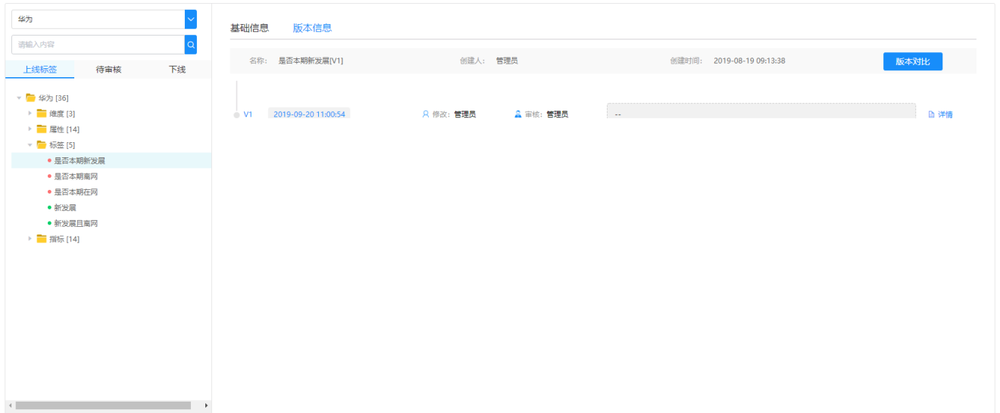 华为
请输入内容
上线标签 待审核 下线
华为 [36]
维度 [3]
属性 [14]
标签 [5]
是否本期新发展
是否本期离网
是否本期在网
新发展
新发展且离网
指标 [14]
基础信息 版本信息
名称: 是否本期新发展[V1] 创建人: 管理员 创建时间: 2019-08-19 09:13:38 版本对比
V1 2019-09-20 11:00:54 修改: 管理员 审核: 管理员 -- 详情